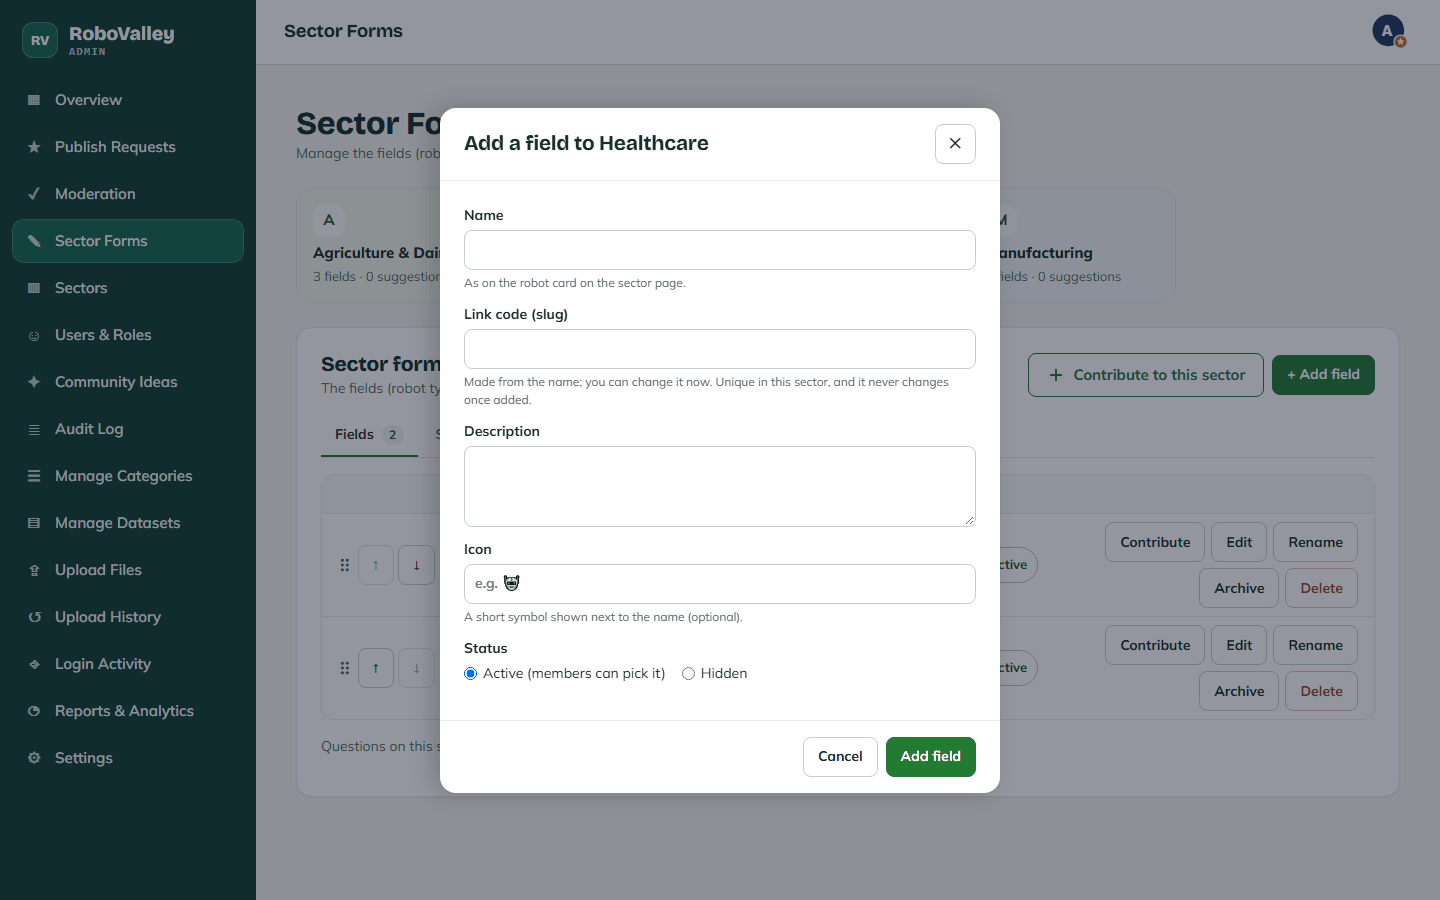 RV
RoboValley
ADMIN
Overview
Publish Requests
Moderation
Sector Forms
Sectors
Users & Roles
Community Ideas
Audit Log
Manage Categories
Manage Datasets
Upload Files
Upload History
Login Activity
Reports & Analytics
Settings
Sector Forms
A
Sector Fo
Manage the fields (rob
A
Agriculture & Dai
3 fields · 0 suggestion
M
anufacturing
ields · 0 suggestions
Sector form
The fields (robot ty
+ Contribute to this sector
+ Add field
Fields 2
S
↑ ↓
ctive
Contribute Edit Rename
Archive Delete
↑ ↓
ctive
Contribute Edit Rename
Archive Delete
Questions on this s
Add a field to Healthcare
Name
As on the robot card on the sector page.
Link code (slug)
Made from the name; you can change it now. Unique in this sector, and it never changes
once added.
Description
Icon
e.g.
A short symbol shown next to the name (optional).
Status
Active (members can pick it) Hidden
Cancel Add field